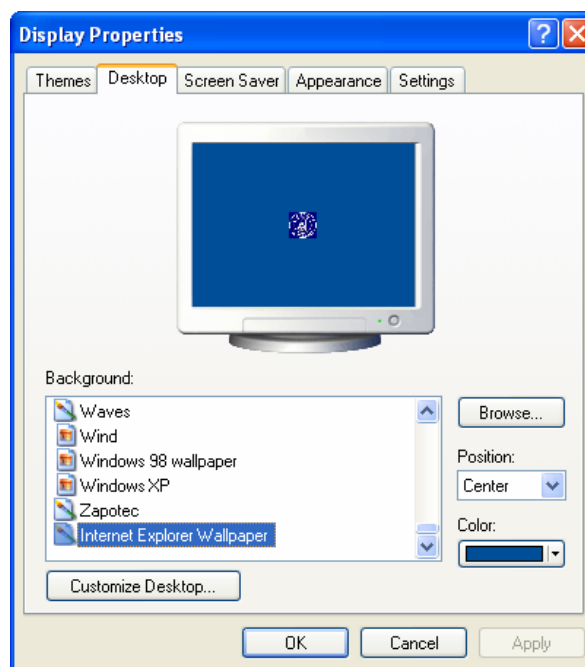 Display Properties
Themes Desktop Screen Saver Appearance Settings
Background:
Waves
Wind
Windows 98 wallpaper
Windows XP
Zapotec
Internet Explorer Wallpaper
Browse...
Position:
Center
Color:
Customize Desktop...
OK Cancel Apply